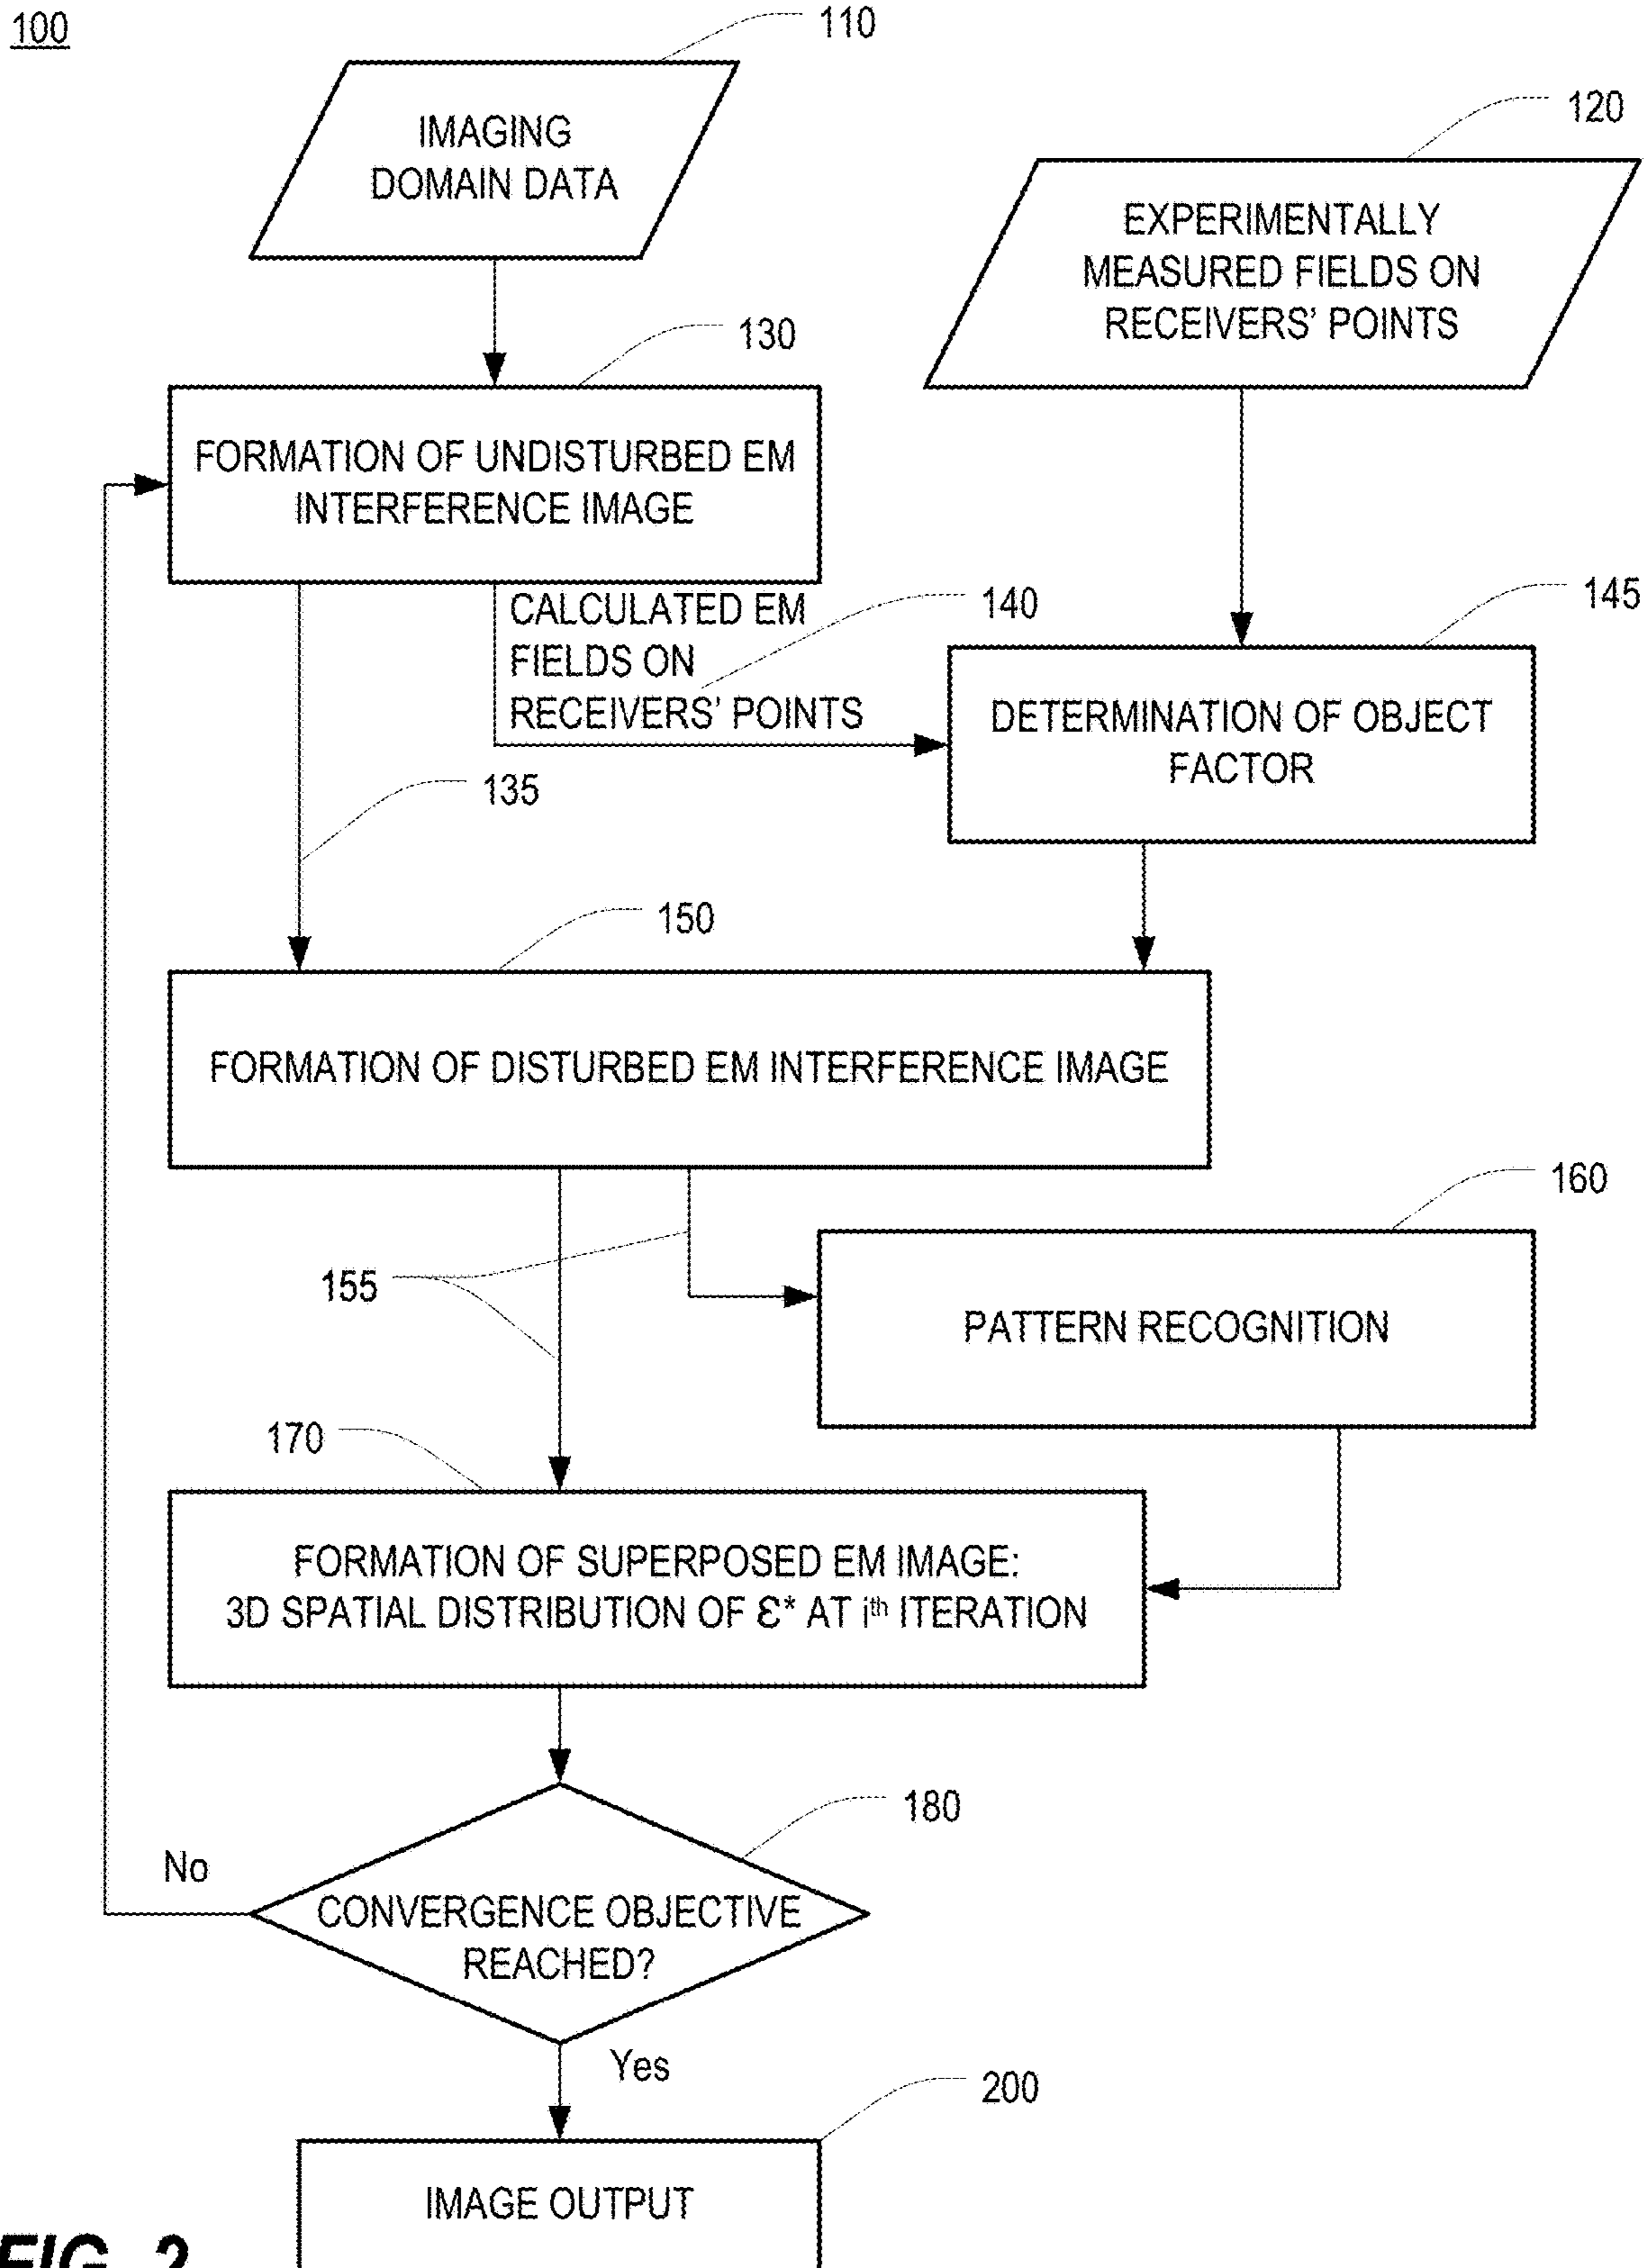 100
110
IMAGING
DOMAIN DATA
120
EXPERIMENTALLY
MEASURED FIELDS ON
RECEIVERS’ POINTS
130
FORMATION OF UNDISTURBED EM
INTERFERENCE IMAGE
CALCULATED EM
FIELDS ON
RECEIVERS’ POINTS
140
145
DETERMINATION OF OBJECT
FACTOR
135
150
FORMATION OF DISTURBED EM INTERFERENCE IMAGE
160
155
PATTERN RECOGNITION
170
FORMATION OF SUPERPOSED EM IMAGE:
3D SPATIAL DISTRIBUTION OF Ɛ* AT iᵗʰ ITERATION
180
No
CONVERGENCE OBJECTIVE
REACHED?
Yes
200
IMAGE OUTPUT
FIG. 2